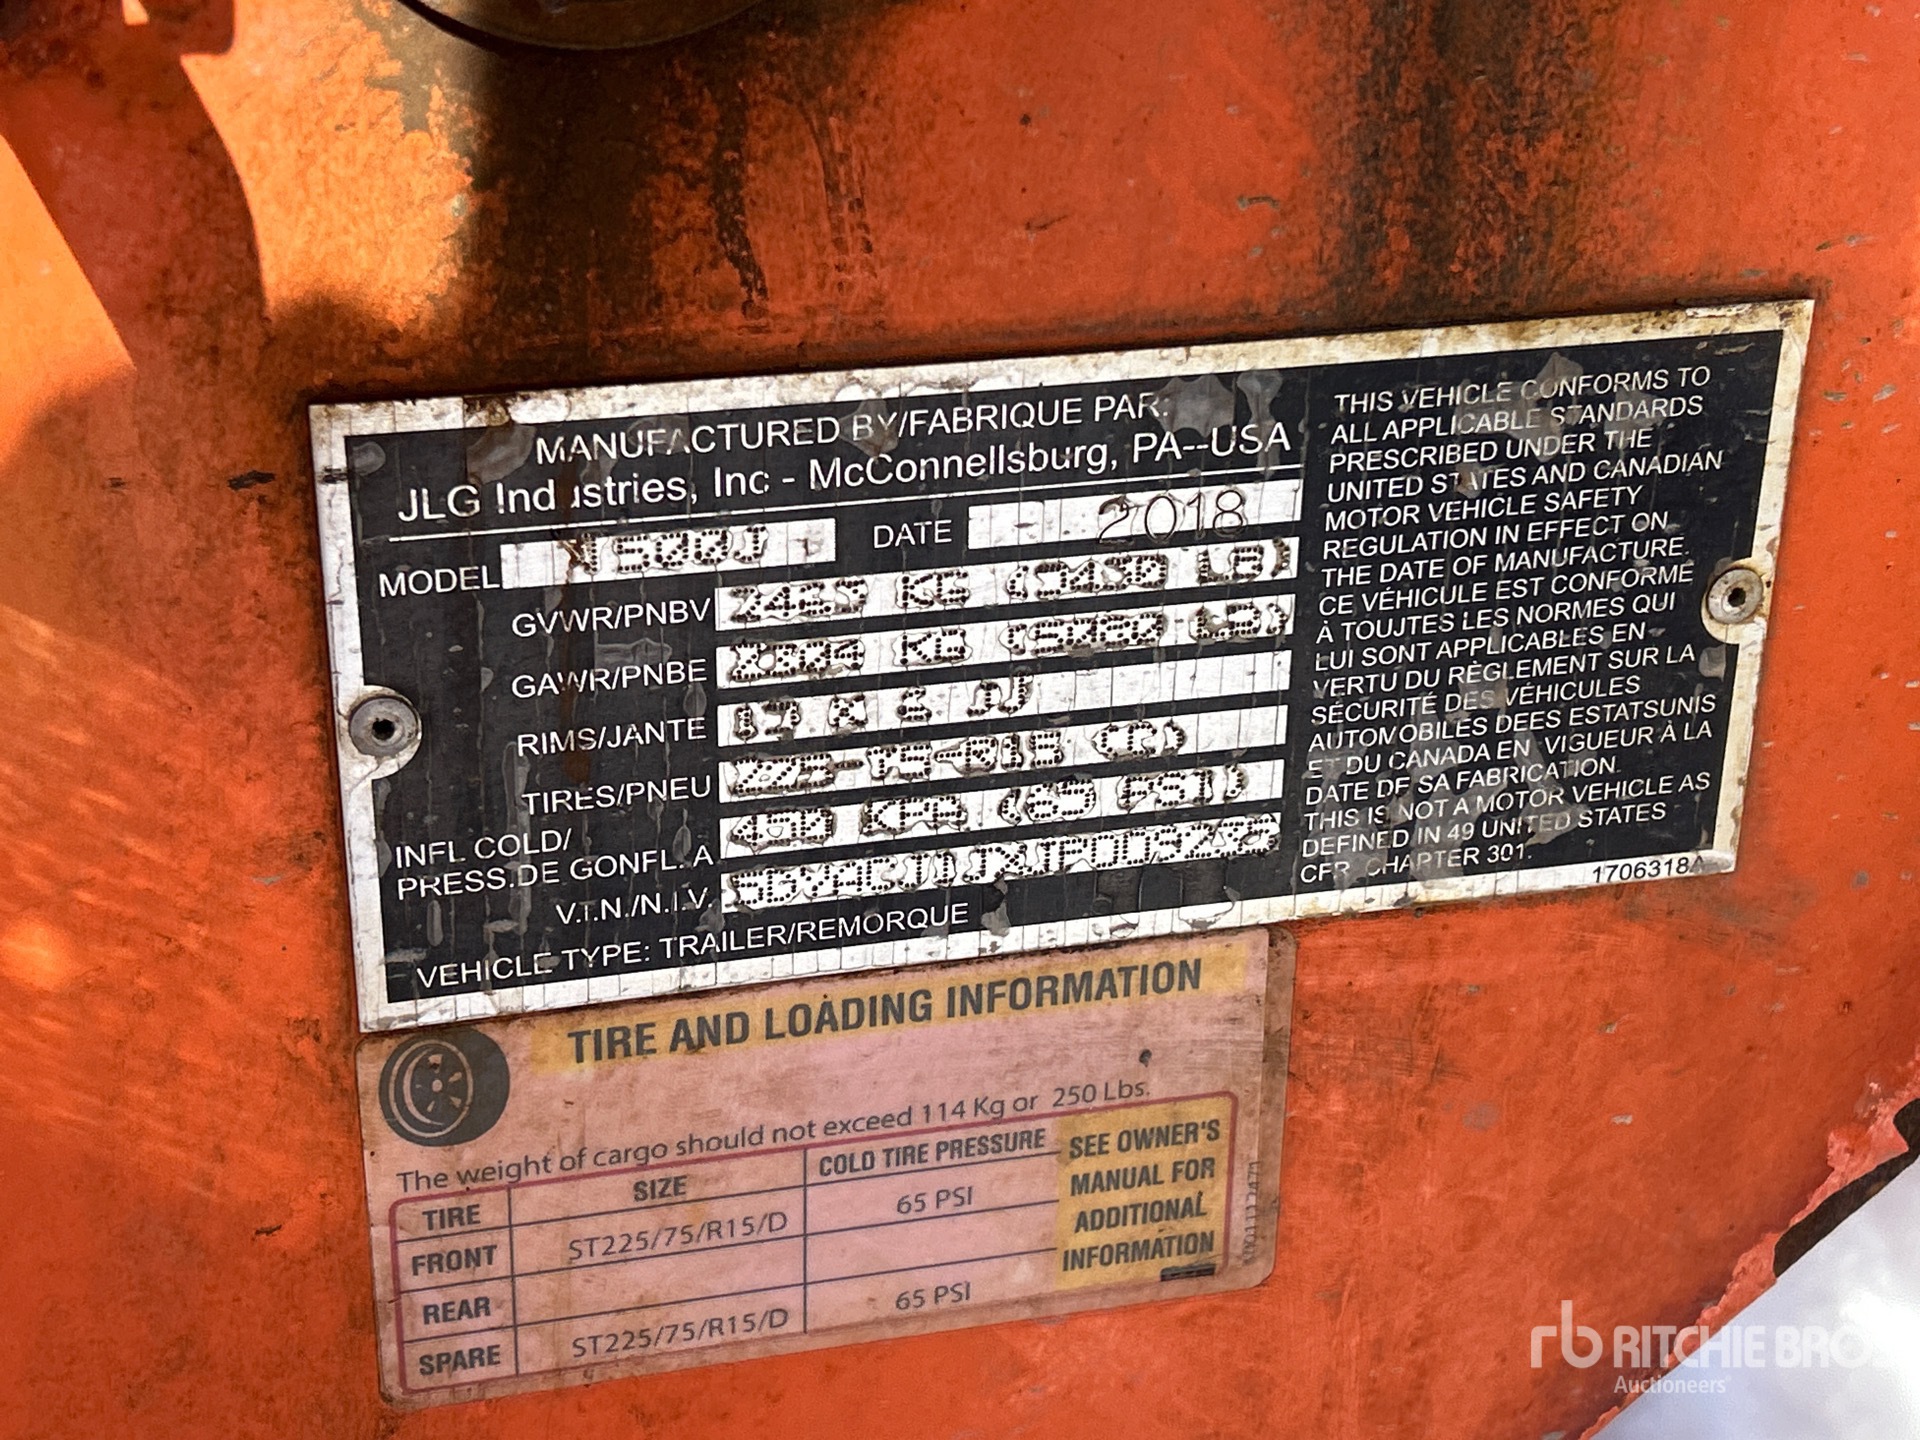 MANUFACTURED BY/FABRIQUE PAR:
JLG Industries, Inc - McConnellsburg, PA--USA
MODEL T500J DATE 2018
GVWR/PNBV KG LB)
GAWR/PNBE KG
RIMS/JANTE X JJ
TIRES/PNEU
INFL COLD/
PRESS.DE GONFL. A KPA
V.I.N./N.I.V.
VEHICLE TYPE: TRAILER/REMORQUE
THIS VEHICLE CONFORMS TO
ALL APPLICABLE STANDARDS
PRESCRIBED UNDER THE
UNITED STATES AND CANADIAN
MOTOR VEHICLE SAFETY
REGULATION IN EFFECT ON
THE DATE OF MANUFACTURE.
CE VÉHICULE EST CONFORME
À TOUJTES LES NORMES QUI
LUI SONT APPLICABLES EN
VERTU DU RÈGLEMENT SUR LA
SÉCURITÉ DES VÉHICULES
AUTOMOBILES DEES ESTATSUNIS
ET DU CANADA EN VIGUEUR À LA
DATE DF SA FABRICATION.
THIS IS NOT A MOTOR VEHICLE AS
DEFINED IN 49 UNITED STATES
CFR CHAPTER 301.
1706318A
TIRE AND LOADING INFORMATION
The weight of cargo should not exceed 114 Kg or 250 Lbs.
TIRE SIZE COLD TIRE PRESSURE
FRONT ST225/75/R15/D 65 PSI
REAR
SPARE ST225/75/R15/D 65 PSI
SEE OWNER'S
MANUAL FOR
ADDITIONAL
INFORMATION
rb RITCHIE BROS
Auctioneers